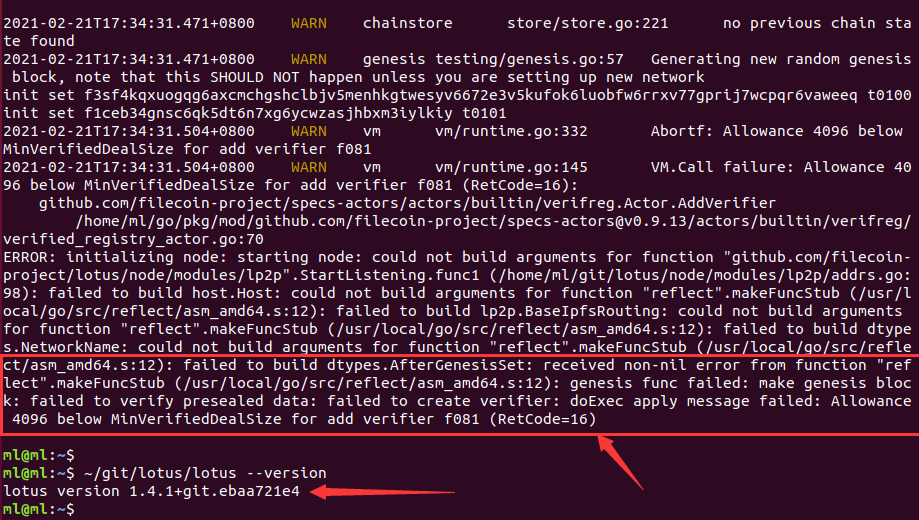 2021-02-21T17:34:31.471+0800    WARN    chainstore      store/store.go:221      no previous chain sta
te found
2021-02-21T17:34:31.471+0800    WARN    genesis testing/genesis.go:57   Generating new random genesis
 block, note that this SHOULD NOT happen unless you are setting up new network
init set f3sf4kqxuogqg6axcmchgshclbjv5menhkgtwesyv6672e3v5kufok6luobfw6rrxv77gprij7wcpqr6vaweeq t0100
init set f1ceb34gnsc6qk5dt6n7xg6ycwzasjhbxm3iylkiy t0101
2021-02-21T17:34:31.504+0800    WARN    vm      vm/runtime.go:332       Abortf: Allowance 4096 below 
MinVerifiedDealSize for add verifier f081
2021-02-21T17:34:31.504+0800    WARN    vm      vm/runtime.go:145       VM.Call failure: Allowance 40
96 below MinVerifiedDealSize for add verifier f081 (RetCode=16):
    github.com/filecoin-project/specs-actors/actors/builtin/verifreg.Actor.AddVerifier
        /home/ml/go/pkg/mod/github.com/filecoin-project/specs-actors@v0.9.13/actors/builtin/verifreg/
verified_registry_actor.go:70
ERROR: initializing node: starting node: could not build arguments for function "github.com/filecoin-
project/lotus/node/modules/lp2p".StartListening.func1 (/home/ml/git/lotus/node/modules/lp2p/addrs.go:
98): failed to build host.Host: could not build arguments for function "reflect".makeFuncStub (/usr/l
ocal/go/src/reflect/asm_amd64.s:12): failed to build lp2p.BaseIpfsRouting: could not build arguments 
for function "reflect".makeFuncStub (/usr/local/go/src/reflect/asm_amd64.s:12): failed to build dtype
s.NetworkName: could not build arguments for function "reflect".makeFuncStub (/usr/local/go/src/refle
ct/asm_amd64.s:12): failed to build dtypes.AfterGenesisSet: received non-nil error from function "ref
lect".makeFuncStub (/usr/local/go/src/reflect/asm_amd64.s:12): genesis func failed: make genesis bloc
k: failed to verify presealed data: failed to create verifier: doExec apply message failed: Allowance
 4096 below MinVerifiedDealSize for add verifier f081 (RetCode=16)
ml@ml:~$
ml@ml:~$ ~/git/lotus/lotus --version
lotus version 1.4.1+git.ebaa721e4
ml@ml:~$